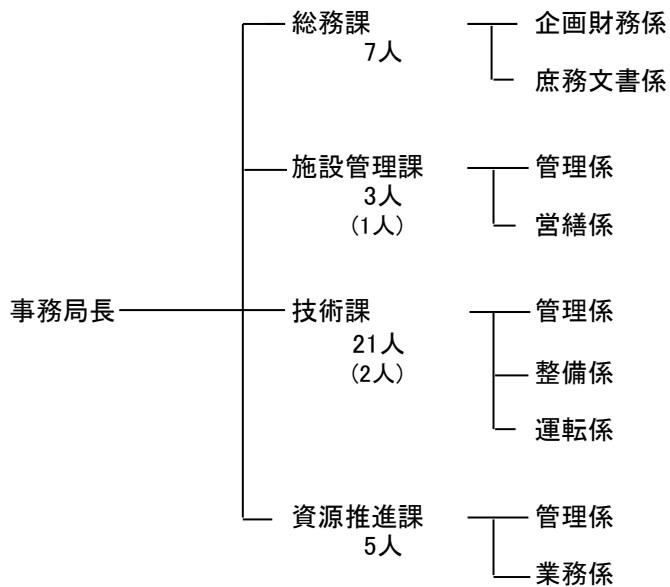 総務課
7人
企画財務係
庶務文書係
施設管理課
3人
(1人)
管理係
営繕係
事務局長
技術課
21人
(2人)
管理係
整備係
運転係
資源推進課
5人
管理係
業務係